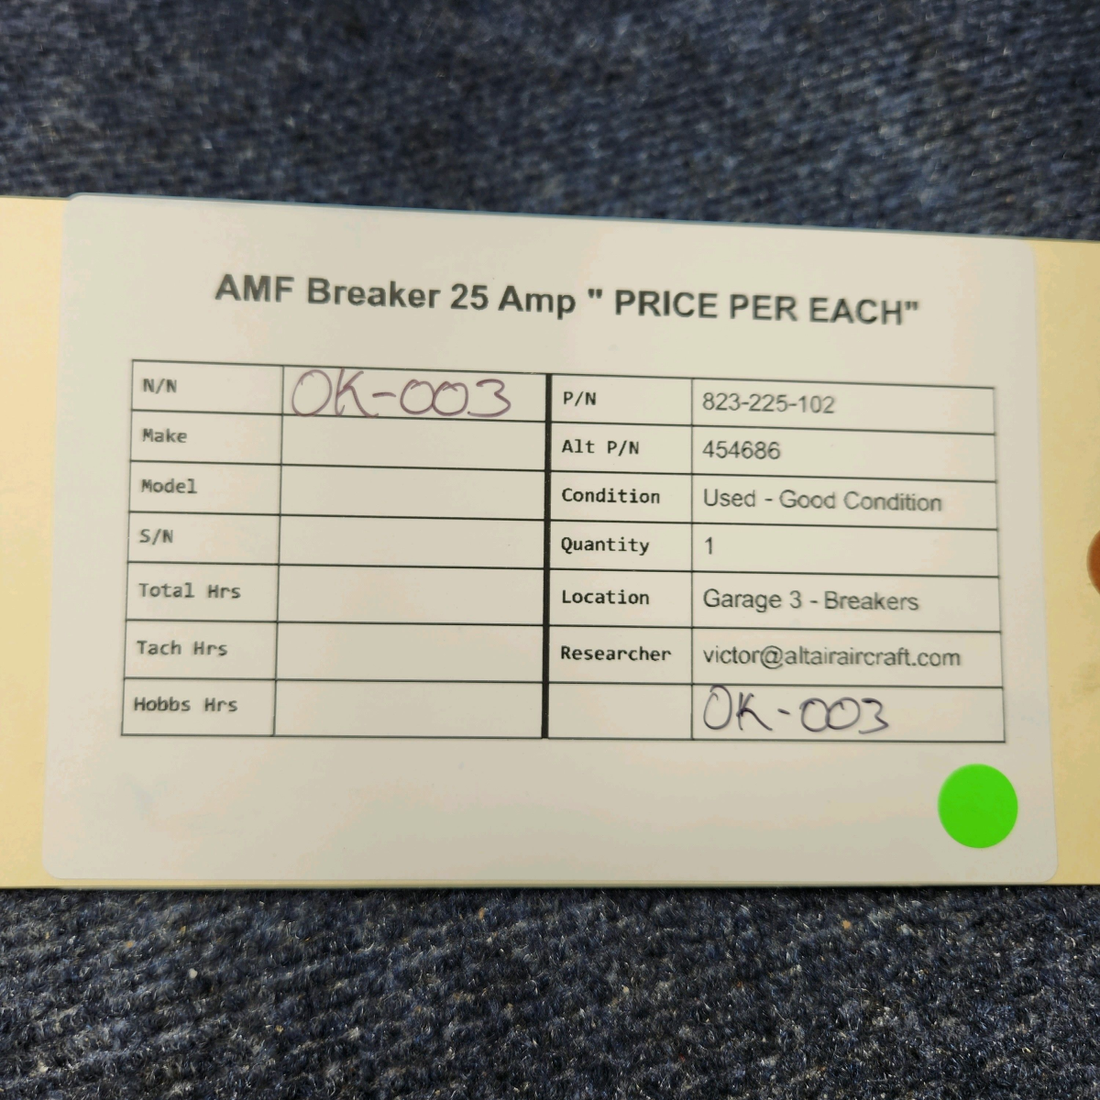 AMF Breaker 25 Amp " PRICE PER EACH"
N/N OK-003 P/N 823-225-102
Make Alt P/N 454686
Model Condition Used - Good Condition
S/N Quantity 1
Total Hrs Location Garage 3 - Breakers
Tach Hrs Researcher victor@altairaircraft.com
Hobbs Hrs OK-003